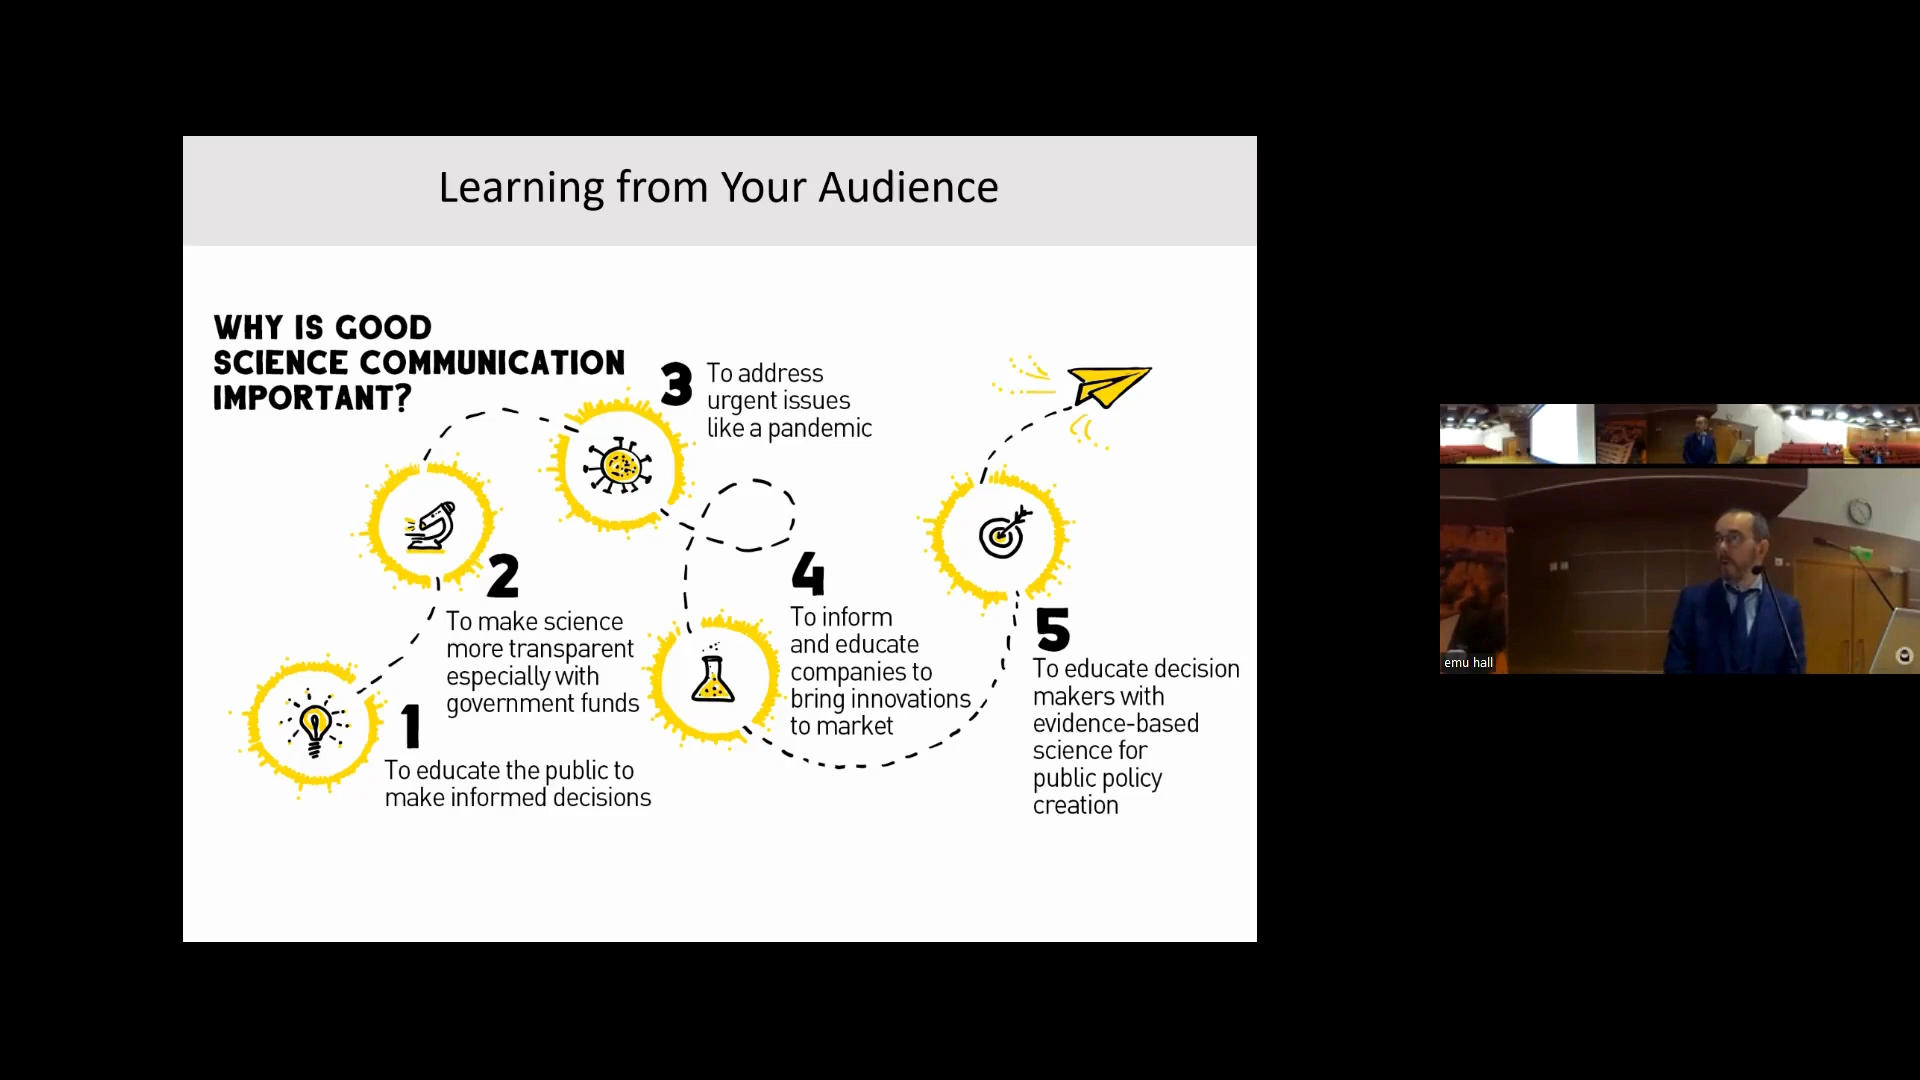 Learning from Your Audience
WHY IS GOOD
SCIENCE COMMUNICATION
IMPORTANT?
1
To educate the public to
make informed decisions
2
To make science
more transparent
especially with
government funds
3
To address
urgent issues
like a pandemic
4
To inform
and educate
companies to
bring innovations
to market
5
To educate decision
makers with
evidence-based
science for
public policy
creation
emu hall